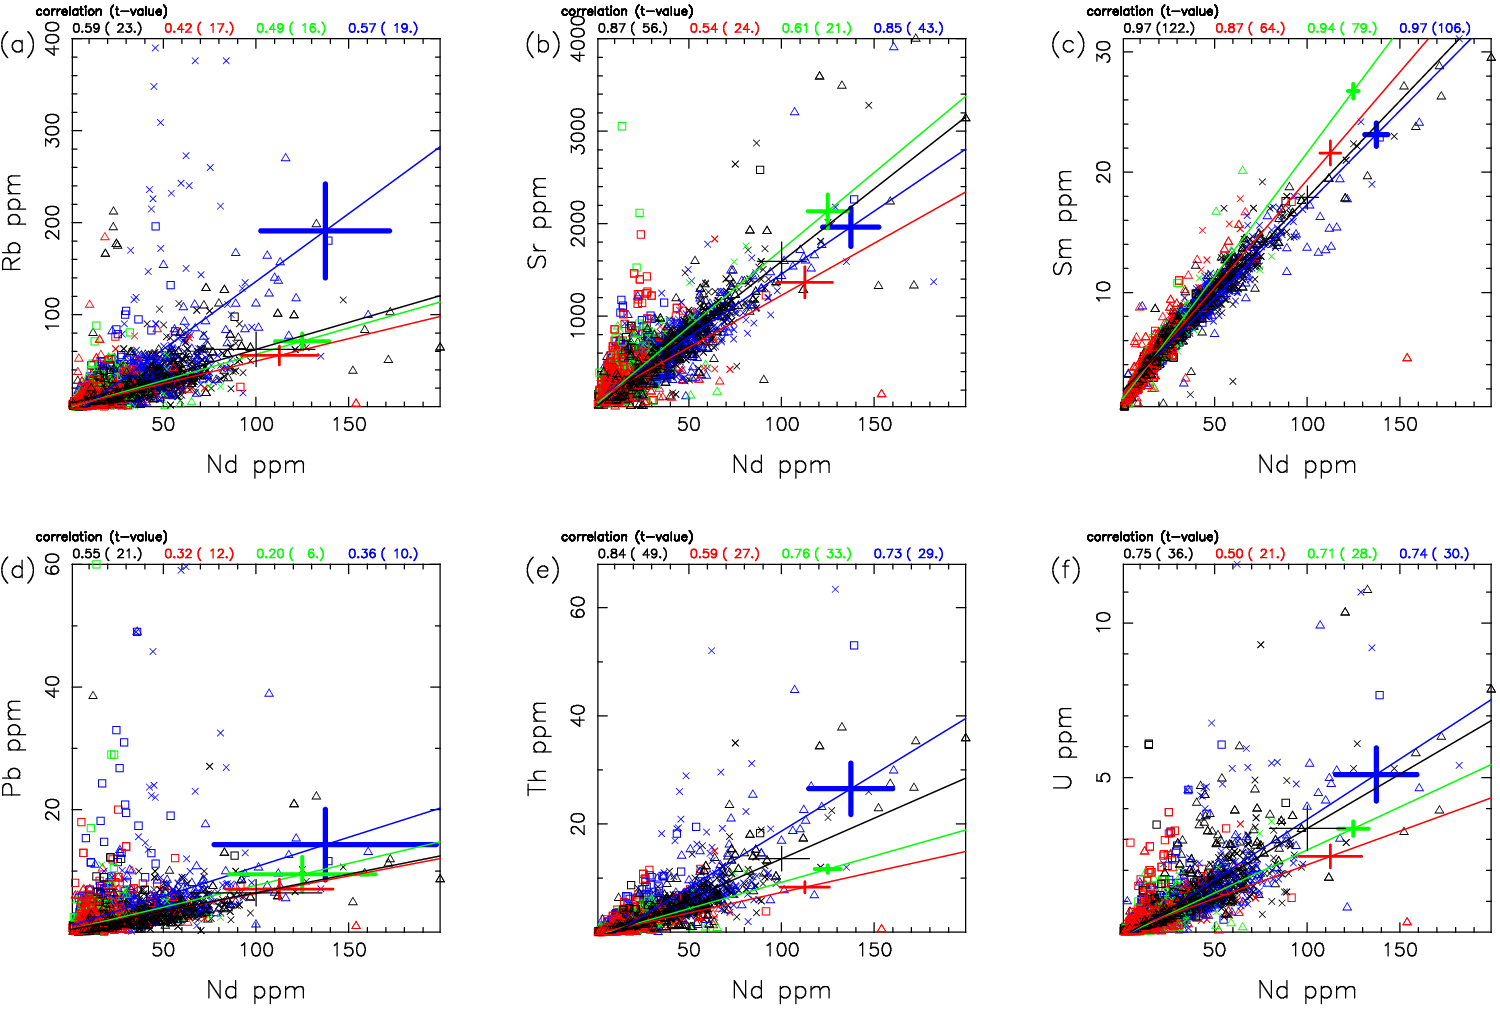 correlation (t-value) correlation (t-value) correlation (t-value)
0.59 ( 23.) 0.42 ( 17.) 0.49 ( 16.) 0.57 ( 19.) 0.87 ( 56.) 0.54 ( 24.) 0.61 ( 21.) 0.85 ( 43.) 0.97 (122.) 0.87 ( 64.) 0.94 ( 79.) 0.97 (106.)
(a) (b) (c)
400 300 200 100
Rb ppm
50 100 150
Nd ppm
4000 3000 2000 1000
Sr ppm
50 100 150
Nd ppm
30 20 10
Sm ppm
50 100 150
Nd ppm
correlation (t-value) correlation (t-value) correlation (t-value)
0.55 ( 21.) 0.32 ( 12.) 0.20 ( 6.) 0.36 ( 10.) 0.84 ( 49.) 0.59 ( 27.) 0.76 ( 33.) 0.73 ( 29.) 0.75 ( 36.) 0.50 ( 21.) 0.71 ( 28.) 0.74 ( 30.)
(d) (e) (f)
60 40 20
Pb ppm
50 100 150
Nd ppm
60 40 20
Th ppm
50 100 150
Nd ppm
10 5
U ppm
50 100 150
Nd ppm